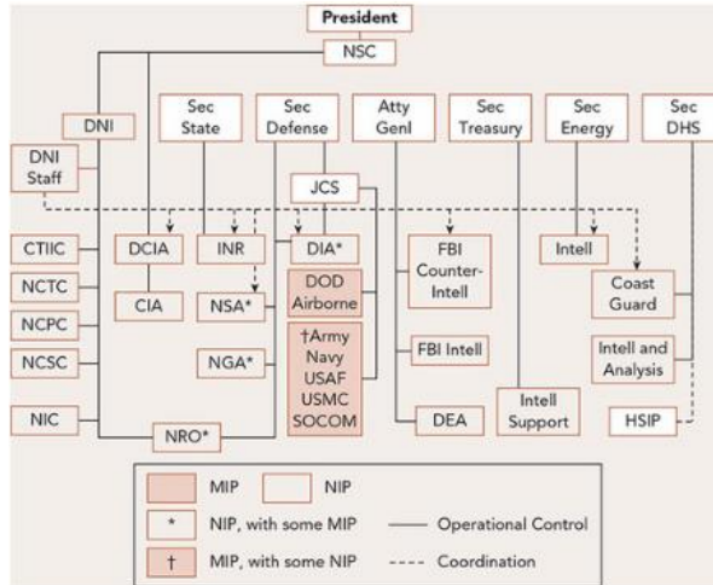 President
NSC
Sec
State
Sec
Defense
Atty
Genl
Sec
Treasury
Sec
Energy
Sec
DHS
DNI
DNI
Staff
JCS
CTIIC
DCIA
INR
DIA*
FBI
Counter-
Intell
Intell
NCTC
CIA
NSA*
DOD
Airborne
Coast
Guard
NCPC
NCSC
NGA*
†Army
Navy
USAF
USMC
SOCOM
FBI Intell
Intell and
Analysis
NIC
NRO*
DEA
Intell
Support
HSIP
MIP
NIP
* NIP, with some MIP
Operational Control
† MIP, with some NIP
Coordination